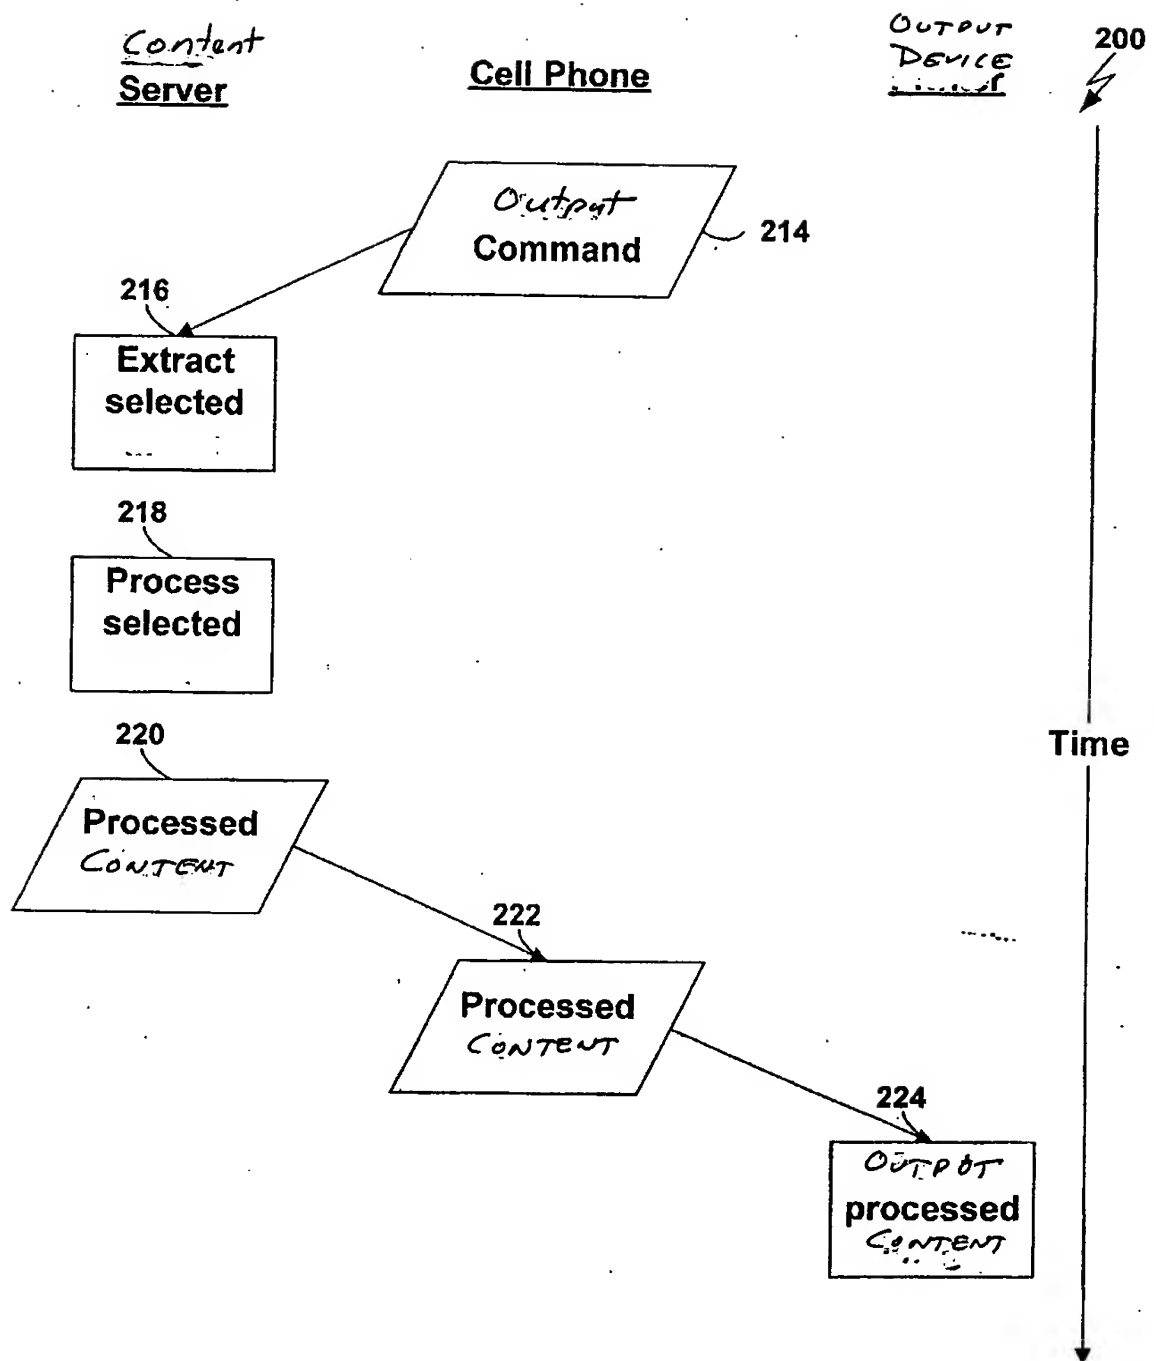 Content
Server
Cell Phone
OUTPUT
DEVICE
200
Output
Command
214
216
Extract
selected
218
Process
selected
220
Processed
CONTENT
Time
222
Processed
CONTENT
224
OUTPUT
processed
CONTENT